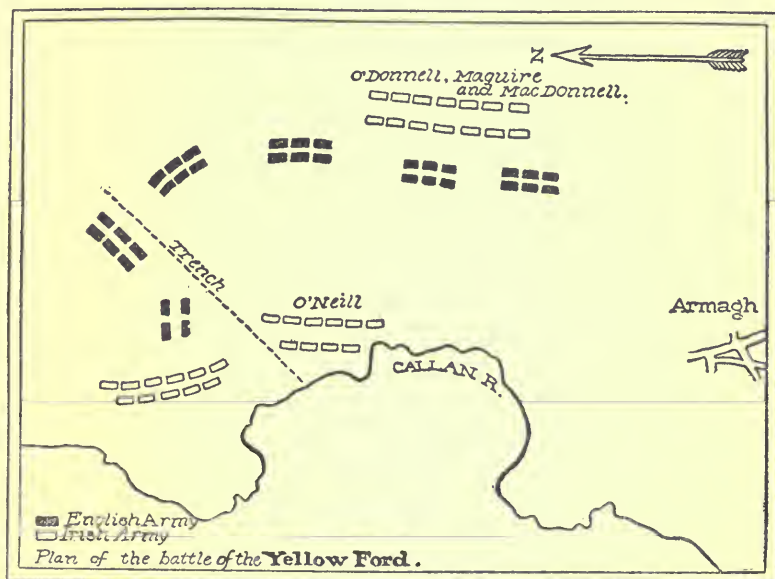 N
O'Donnell, Maguire
and MacDonnell.
Trench
O'Neill
Armagh
CALLAN R.
English Army
Irish Army
Plan of the battle of the Yellow Ford.